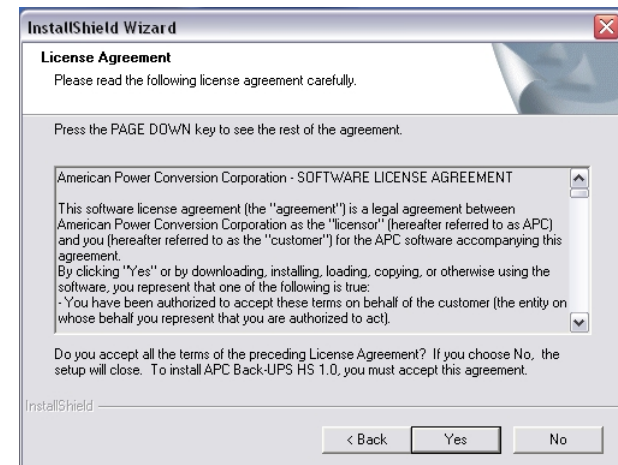 InstallShield Wizard
License Agreement
Please read the following license agreement carefully.
Press the PAGE DOWN key to see the rest of the agreement.
American Power Conversion Corporation - SOFTWARE LICENSE AGREEMENT
This software license agreement (the "agreement") is a legal agreement between
American Power Conversion Corporation as the "licensor" (hereafter referred to as APC)
and you (hereafter referred to as the "customer") for the APC software accompanying this
agreement.
By clicking "Yes" or by downloading, installing, loading, copying, or otherwise using the
software, you represent that one of the following is true:
- You have been authorized to accept these terms on behalf of the customer (the entity on
whose behalf you represent that you are authorized to act).
Do you accept all the terms of the preceding License Agreement? If you choose No, the
setup will close. To install APC Back-UPS HS 1.0, you must accept this agreement.
InstallShield
< Back Yes No